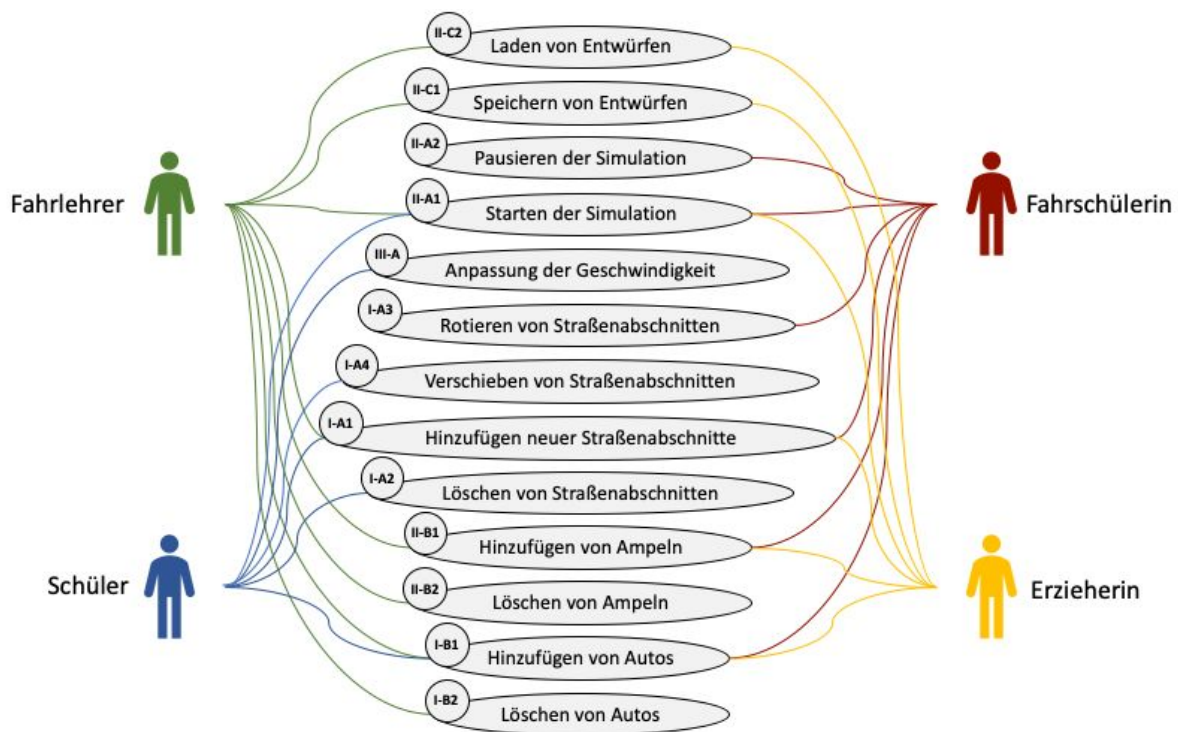 II-C2
Laden von Entwürfen
II-C1
Speichern von Entwürfen
II-A2
Pausieren der Simulation
Fahrlehrer
II-A1
Starten der Simulation
Fahrschülerin
III-A
Anpassung der Geschwindigkeit
I-A3
Rotieren von Straßenabschnitten
I-A4
Verschieben von Straßenabschnitten
I-A1
Hinzufügen neuer Straßenabschnitte
I-A2
Löschen von Straßenabschnitten
II-B1
Hinzufügen von Ampeln
Schüler
II-B2
Löschen von Ampeln
Erzieherin
I-B1
Hinzufügen von Autos
I-B2
Löschen von Autos